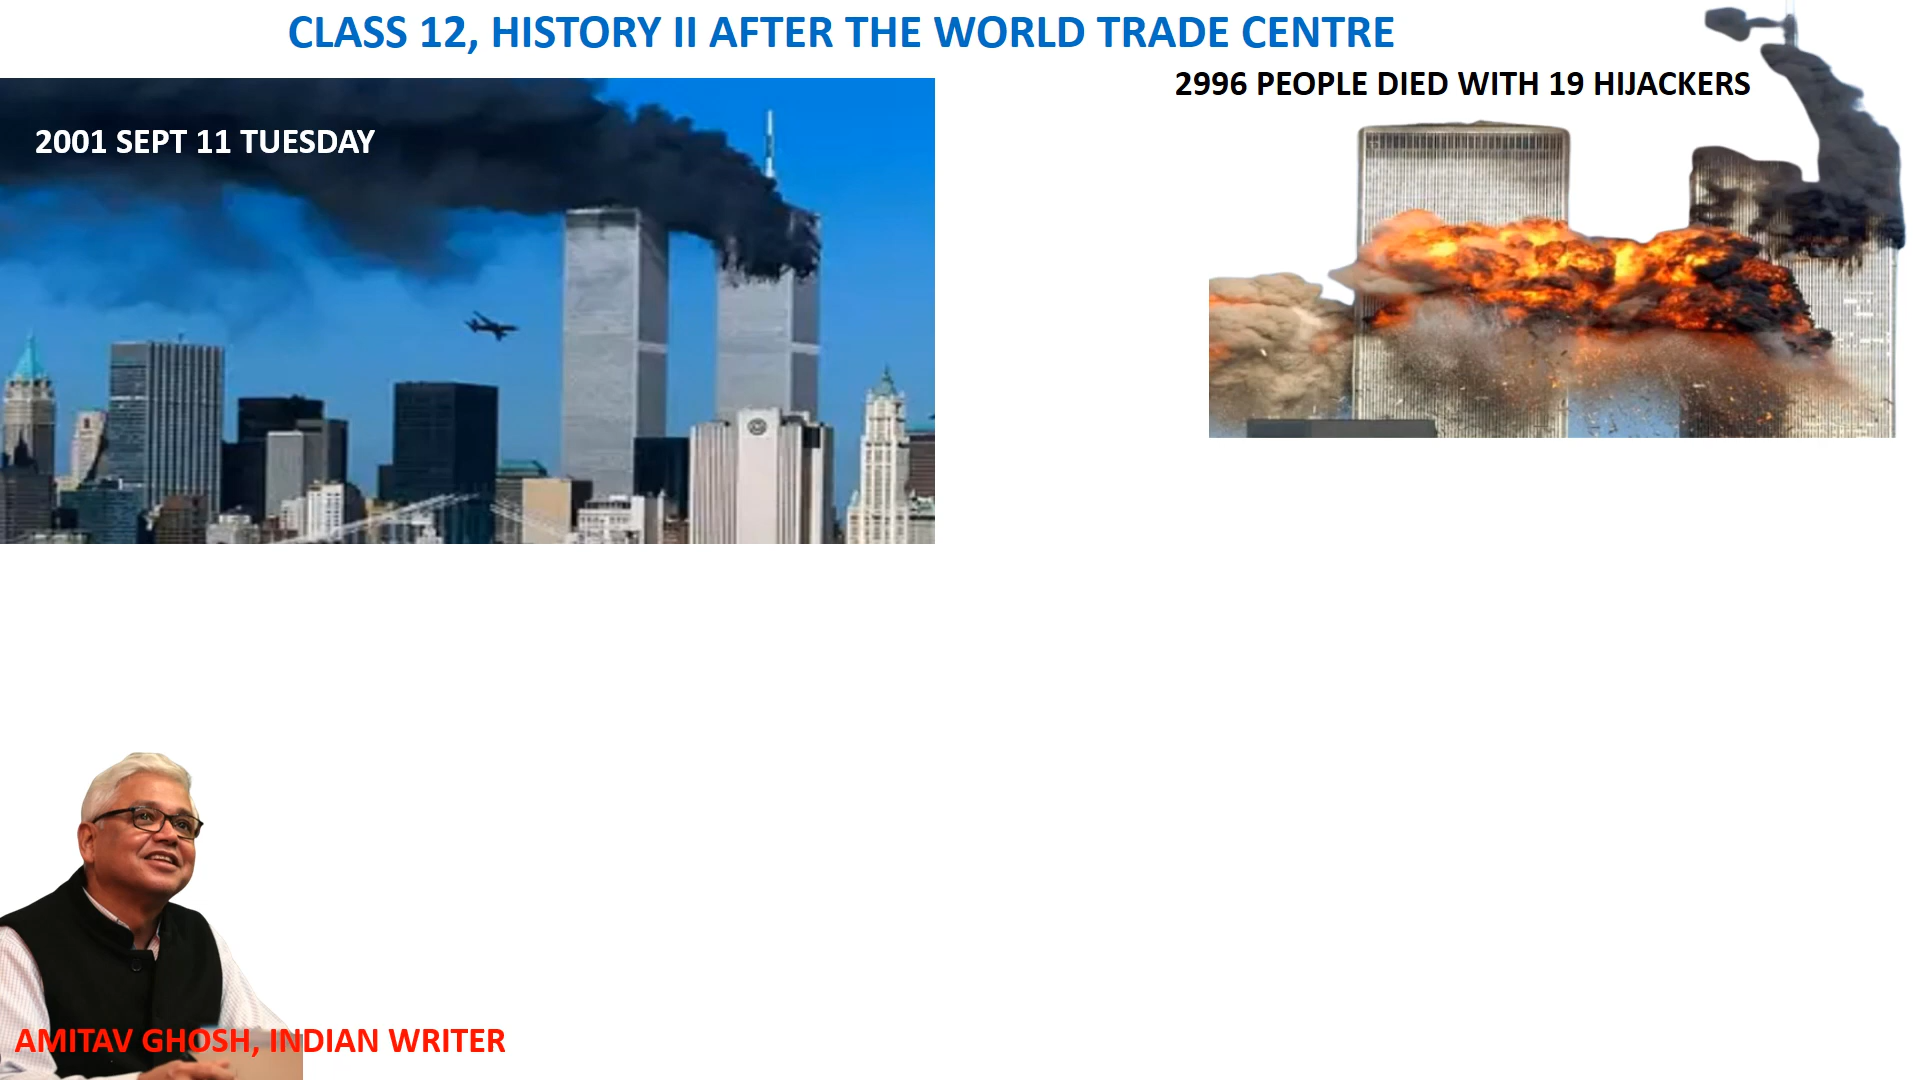 CLASS 12, HISTORY II AFTER THE WORLD TRADE CENTRE
2996 PEOPLE DIED WITH 19 HIJACKERS
2001 SEPT 11 TUESDAY
AMITAV GHOSH, INDIAN WRITER